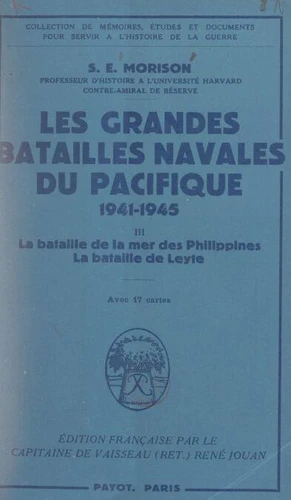 COLLECTION DE MÉMOIRES, ÉTUDES ET DOCUMENTS
POUR SERVIR A L'HISTOIRE DE LA GUERRE
S. E. MORISON
PROFESSEUR D'HISTOIRE A L'UNIVERSITÉ HARVARD
CONTRE-AMIRAL DE RÉSERVE
LES GRANDES
BATAILLES NAVALES
DU PACIFIQUE
1941-1945
III
La bataille de la mer des Philippines
La bataille de Leyte
Avec 17 cartes
ÉDITION FRANÇAISE PAR LE
CAPITAINE DE VAISSEAU (RET.) RENÉ JOUAN
PAYOT, PARIS